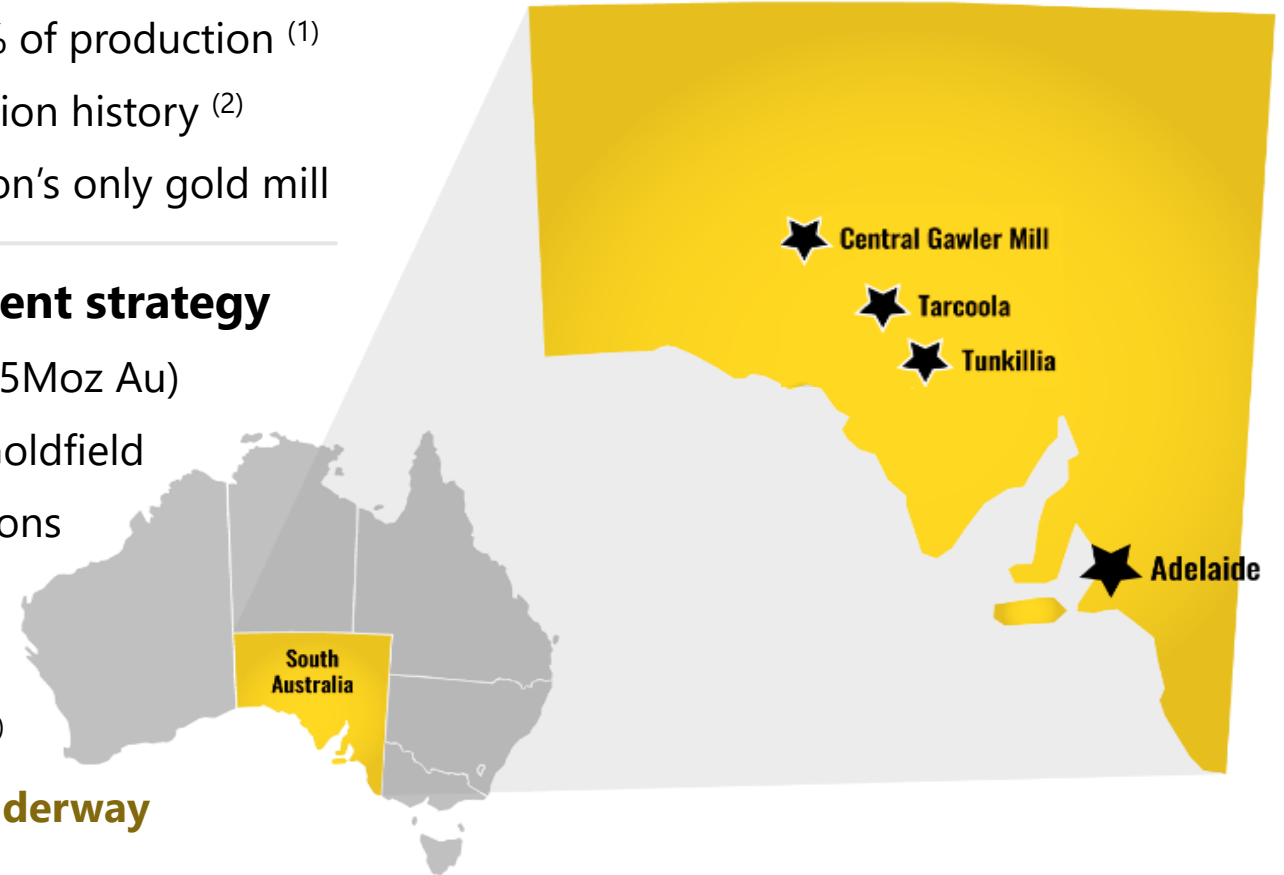 % of production (1)
ion history (2)
on's only gold mill
ent strategy
5Moz Au)
oldfield
ons
)
derway
Central Gawler Mill
Tarcoola
Tunkillia
Adelaide
South
Australia